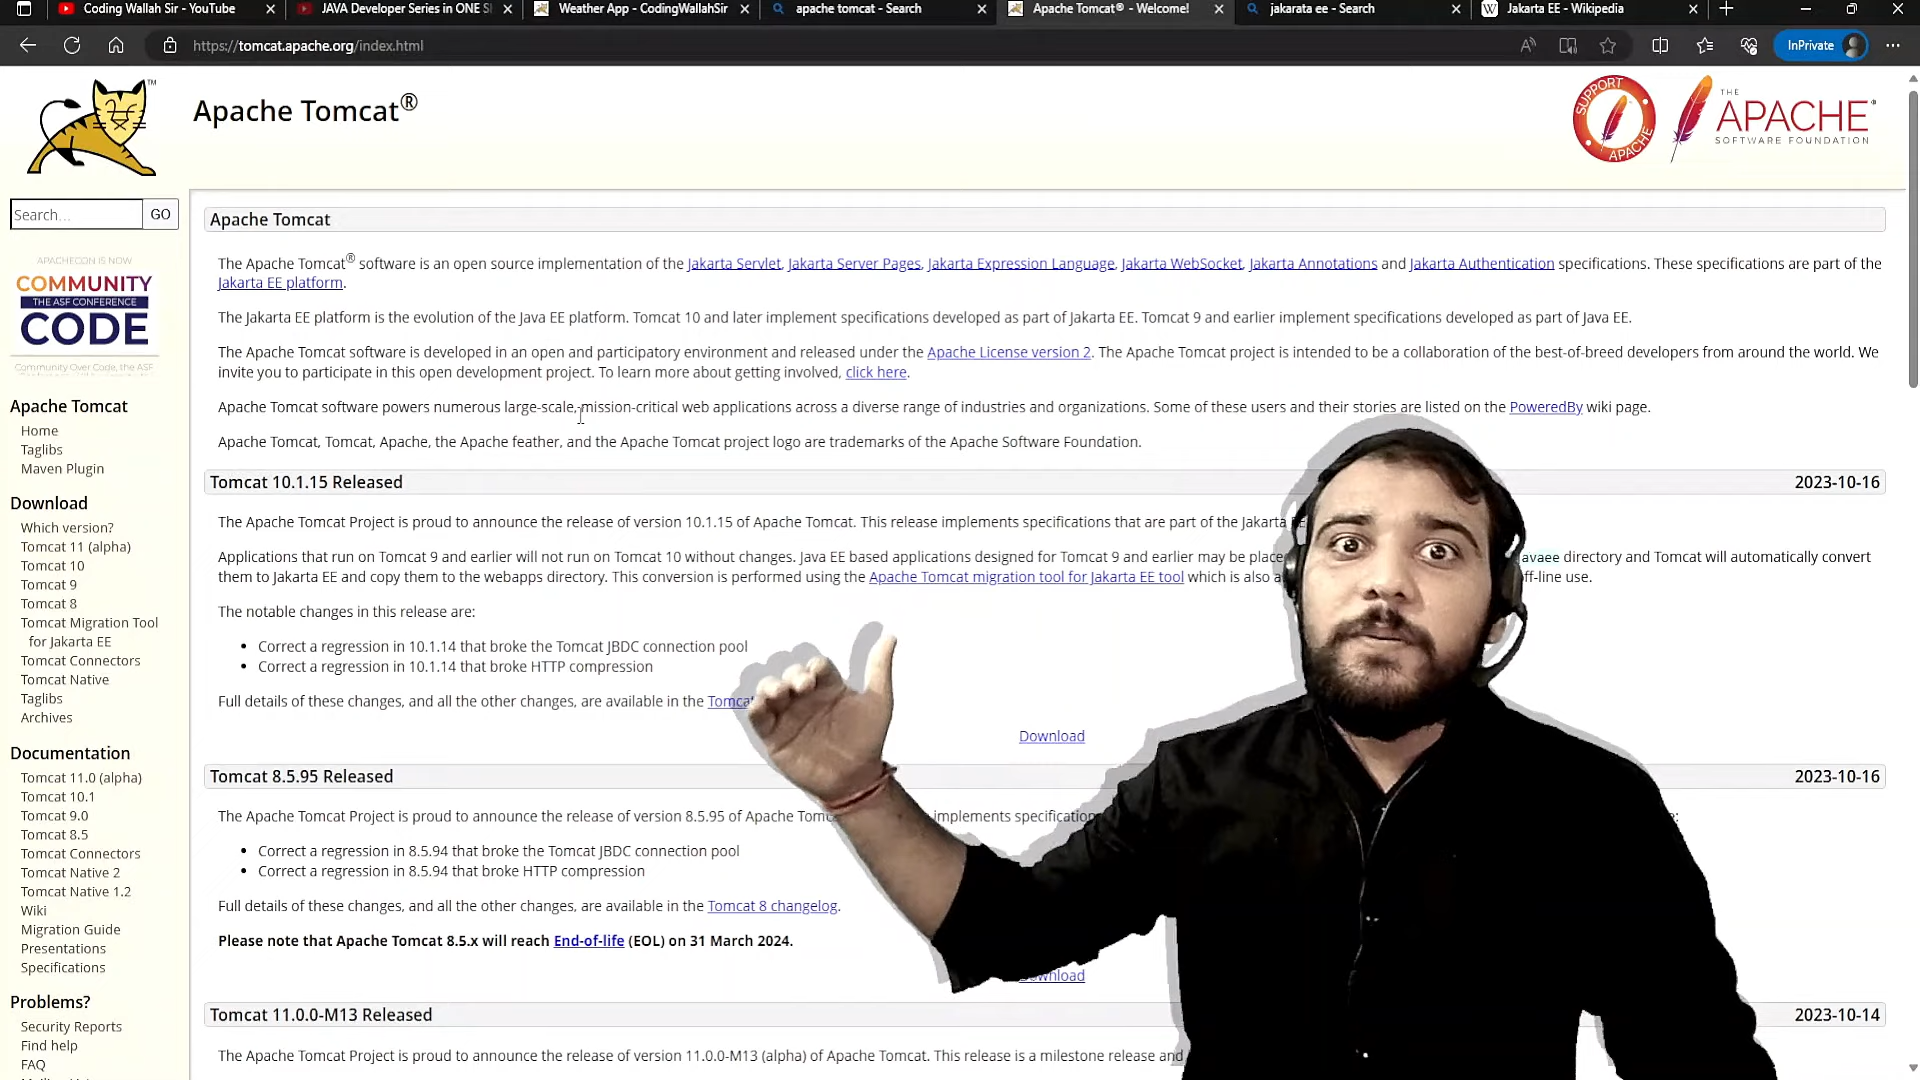 Coding Wallah Sir - YouTube
JAVA Developer Series in ONE S
Weather App - CodingWallahSir
apache tomcat - Search
Apache Tomcat® - Welcome!
jakarata ee - Search
Jakarta EE - Wikipedia
https://tomcat.apache.org/index.html
InPrivate
Apache Tomcat®
SUPPORT APACHE
THE APACHE® SOFTWARE FOUNDATION
Search... GO
APACHECON IS NOW
COMMUNITY
THE ASF CONFERENCE
CODE
Community Over Code, the ASF
Apache Tomcat
Home
Taglibs
Maven Plugin
Download
Which version?
Tomcat 11 (alpha)
Tomcat 10
Tomcat 9
Tomcat 8
Tomcat Migration Tool
for Jakarta EE
Tomcat Connectors
Tomcat Native
Taglibs
Archives
Documentation
Tomcat 11.0 (alpha)
Tomcat 10.1
Tomcat 9.0
Tomcat 8.5
Tomcat Connectors
Tomcat Native 2
Tomcat Native 1.2
Wiki
Migration Guide
Presentations
Specifications
Problems?
Security Reports
Find help
FAQ
Apache Tomcat
The Apache Tomcat® software is an open source implementation of the Jakarta Servlet, Jakarta Server Pages, Jakarta Expression Language, Jakarta WebSocket, Jakarta Annotations and Jakarta Authentication specifications. These specifications are part of the
Jakarta EE platform.
The Jakarta EE platform is the evolution of the Java EE platform. Tomcat 10 and later implement specifications developed as part of Jakarta EE. Tomcat 9 and earlier implement specifications developed as part of Java EE.
The Apache Tomcat software is developed in an open and participatory environment and released under the Apache License version 2. The Apache Tomcat project is intended to be a collaboration of the best-of-breed developers from around the world. We
invite you to participate in this open development project. To learn more about getting involved, click here.
Apache Tomcat software powers numerous large-scale, mission-critical web applications across a diverse range of industries and organizations. Some of these users and their stories are listed on the PoweredBy wiki page.
Apache Tomcat, Tomcat, Apache, the Apache feather, and the Apache Tomcat project logo are trademarks of the Apache Software Foundation.
Tomcat 10.1.15 Released 2023-10-16
The Apache Tomcat Project is proud to announce the release of version 10.1.15 of Apache Tomcat. This release implements specifications that are part of the Jakarta EE
Applications that run on Tomcat 9 and earlier will not run on Tomcat 10 without changes. Java EE based applications designed for Tomcat 9 and earlier may be place avaee directory and Tomcat will automatically convert
them to Jakarta EE and copy them to the webapps directory. This conversion is performed using the Apache Tomcat migration tool for Jakarta EE tool which is also a ff-line use.
The notable changes in this release are:
Correct a regression in 10.1.14 that broke the Tomcat JBDC connection pool
Correct a regression in 10.1.14 that broke HTTP compression
Full details of these changes, and all the other changes, are available in the Tomcat
Download
Tomcat 8.5.95 Released 2023-10-16
The Apache Tomcat Project is proud to announce the release of version 8.5.95 of Apache Tomc implements specification :
Correct a regression in 8.5.94 that broke the Tomcat JBDC connection pool
Correct a regression in 8.5.94 that broke HTTP compression
Full details of these changes, and all the other changes, are available in the Tomcat 8 changelog.
Please note that Apache Tomcat 8.5.x will reach End-of-life (EOL) on 31 March 2024.
Download
Tomcat 11.0.0-M13 Released 2023-10-14
The Apache Tomcat Project is proud to announce the release of version 11.0.0-M13 (alpha) of Apache Tomcat. This release is a milestone release and